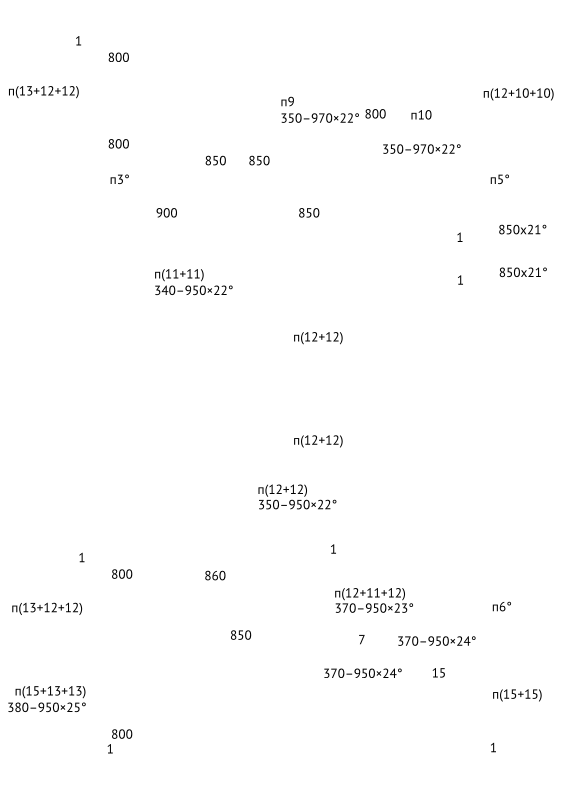 1
800
п(13+12+12)
п(12+10+10)
п9
350–970×22°
800
п10
800
350–970×22°
850
850
п3°
п5°
900
850
850x21°
1
850x21°
1
п(11+11)
340–950×22°
п(12+12)
п(12+12)
п(12+12)
350–950×22°
1
1
800
860
п(12+11+12)
370–950×23°
п(13+12+12)
п6°
850
7
370–950×24°
370–950×24°
15
п(15+13+13)
380–950×25°
п(15+15)
800
1
1